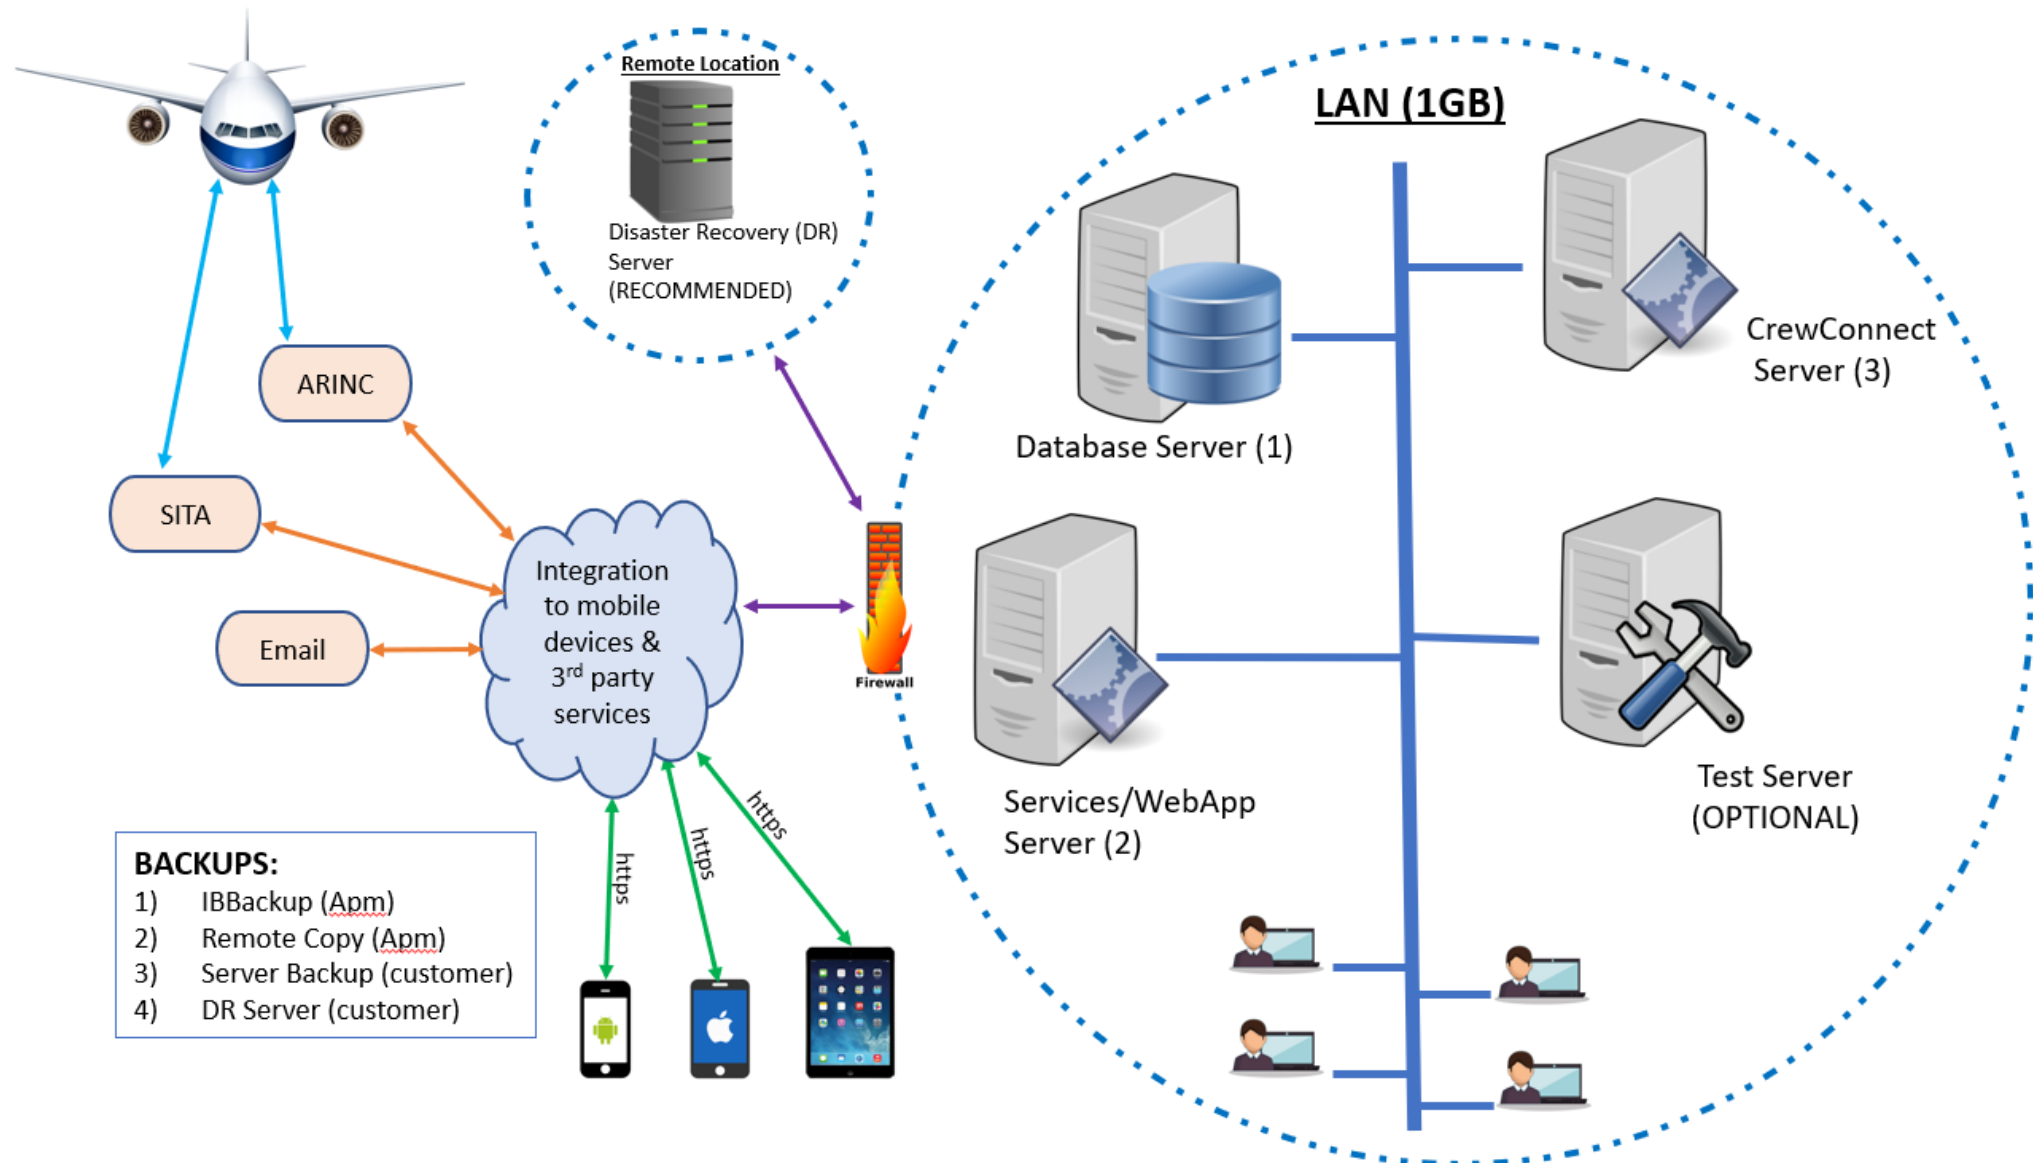 Remote Location
Disaster Recovery (DR)
Server
(RECOMMENDED)
LAN (1GB)
CrewConnect
Server (3)
Database Server (1)
ARINC
SITA
Email
Integration
to mobile
devices &
3rd party
services
Firewall
Services/WebApp
Server (2)
Test Server
(OPTIONAL)
https
https
https
BACKUPS:
1) IBBackup (Apm)
2) Remote Copy (Apm)
3) Server Backup (customer)
4) DR Server (customer)